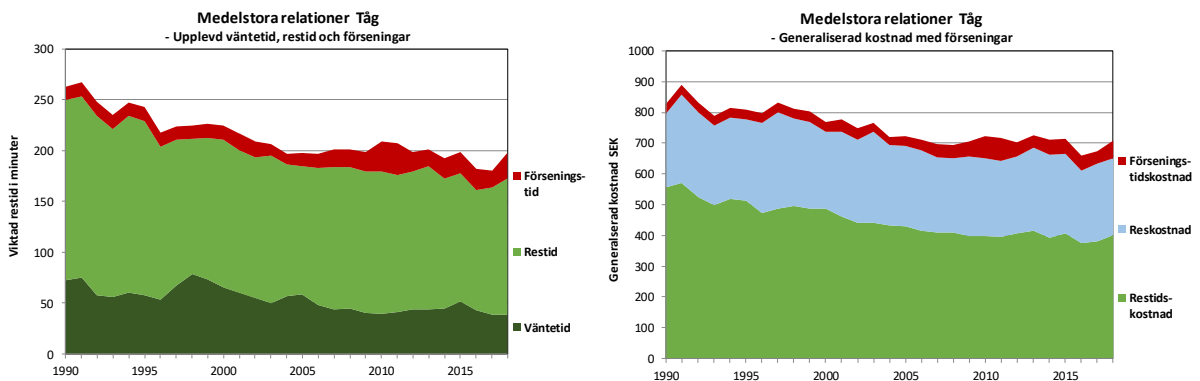 Medelstora relationer Tåg
- Upplevd väntetid, restid och förseningar
Viktad restid i minuter
300
250
200
150
100
50
0
1990
1995
2000
2005
2010
2015
Försenings-
tid
Restid
Väntetid
Medelstora relationer Tåg
- Generaliserad kostnad med förseningar
Generaliserad kostnad SEK
1000
900
800
700
600
500
400
300
200
100
0
1990
1995
2000
2005
2010
2015
Försenings-
tidskostnad
Reskostnad
Restids-
kostnad